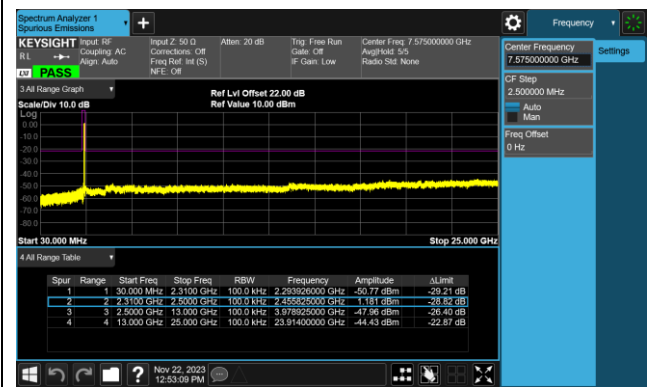 Spectrum Analyzer 1
Spurious Emissions
Frequency
KEYSIGHT
Input: RF
Input Z: 50 Ω
Atten: 20 dB
Trig: Free Run
Center Freq: 7.575000000 GHz
RL
Coupling: AC
Corrections: Off
Gate: Off
Avg|Hold: 5/5
Align: Auto
Freq Ref: Int (S)
IF Gain: Low
Radio Std: None
LXI
PASS
NFE: Off
Center Frequency
7.575000000 GHz
Settings
CF Step
2.500000 MHz
Auto
Man
Freq Offset
0 Hz
3 All Range Graph
Ref Lvl Offset 22.00 dB
Scale/Div 10.0 dB
Ref Value 10.00 dBm
Log
0.00
-10.0
-20.0
-30.0
-40.0
-50.0
-60.0
-70.0
-80.0
Start 30.000 MHz
Stop 25.000 GHz
4 All Range Table
Spur Range Start Freq Stop Freq RBW Frequency Amplitude ΔLimit
1 1 30.000 MHz 2.3100 GHz 100.0 kHz 2.293926000 GHz -50.77 dBm -29.21 dB
2 2 2.3100 GHz 2.5000 GHz 100.0 kHz 2.455825000 GHz 1.181 dBm -28.82 dB
3 3 2.5000 GHz 13.000 GHz 100.0 kHz 3.978925000 GHz -47.96 dBm -26.40 dB
4 4 13.000 GHz 25.000 GHz 100.0 kHz 23.91400000 GHz -44.43 dBm -22.87 dB
Nov 22, 2023
12:53:09 PM